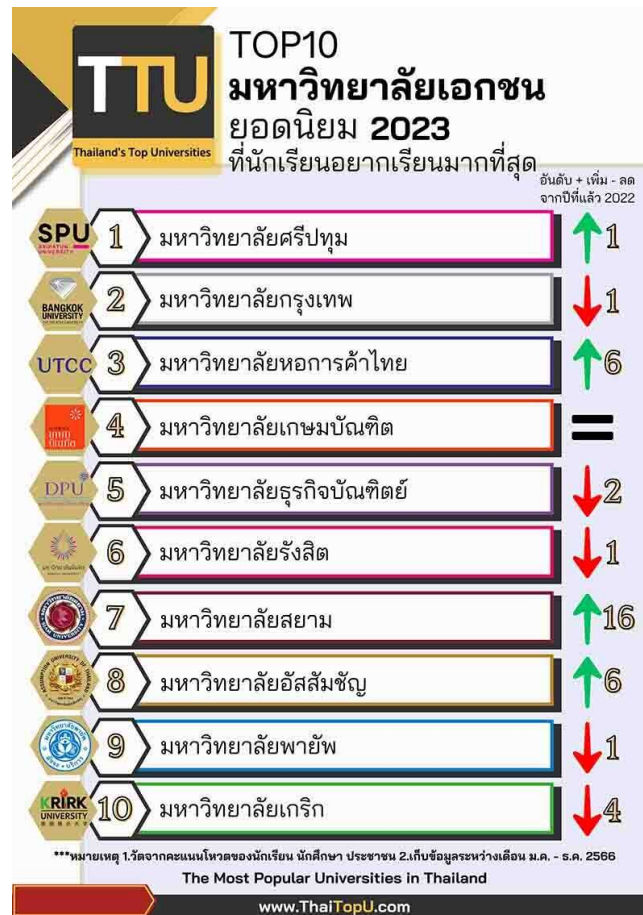 TTU
Thailand's Top Universities
TOP10
มหาวิทยาลัยเอกชน
ยอดนิยม 2023
ที่นักเรียนอยากเรียนมากที่สุด
อันดับ + เพิ่ม - ลด
จากปีที่แล้ว 2022
SPU
SRIPATUM
UNIVERSITY
1 มหาวิทยาลัยศรีปทุม 1
BANGKOK
UNIVERSITY
2 มหาวิทยาลัยกรุงเทพ 1
UTCC
3 มหาวิทยาลัยหอการค้าไทย 6
เกษม
บัณฑิต
4 มหาวิทยาลัยเกษมบัณฑิต =
DPU
5 มหาวิทยาลัยธุรกิจบัณฑิตย์ 2
6 มหาวิทยาลัยรังสิต 1
7 มหาวิทยาลัยสยาม 16
8 มหาวิทยาลัยอัสสัมชัญ 6
9 มหาวิทยาลัยพายัพ 1
KRIRK
UNIVERSITY
10 มหาวิทยาลัยเกริก 4
***หมายเหตุ 1.วัดจากคะแนนโหวตของนักเรียน นักศึกษา ประชาชน 2.เก็บข้อมูลระหว่างเดือน ม.ค. - ธ.ค. 2566
The Most Popular Universities in Thailand
www.ThaiTopU.com